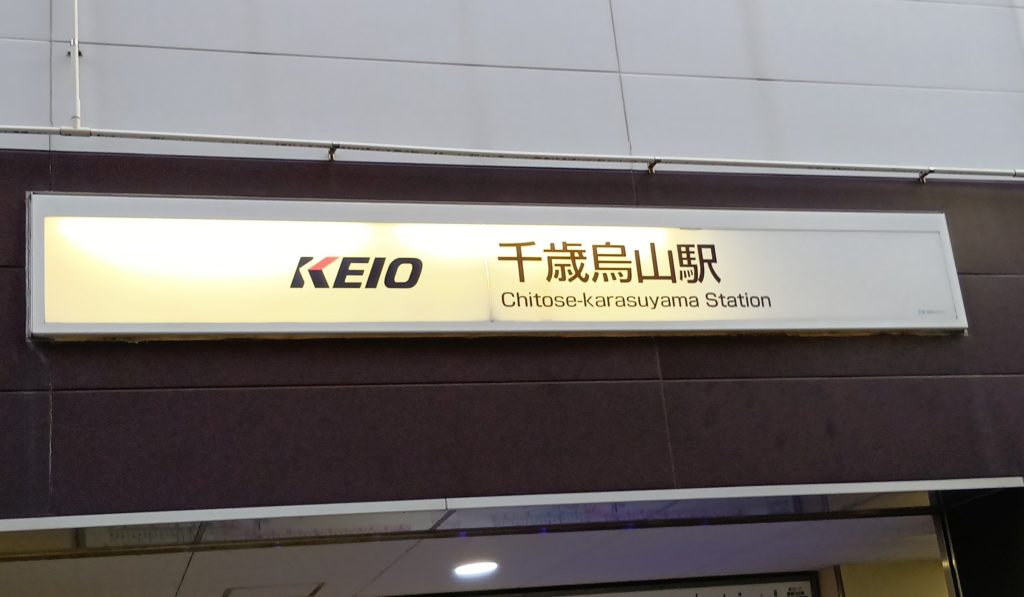 KEIO
千歳烏山駅
Chitose-karasuyama Station